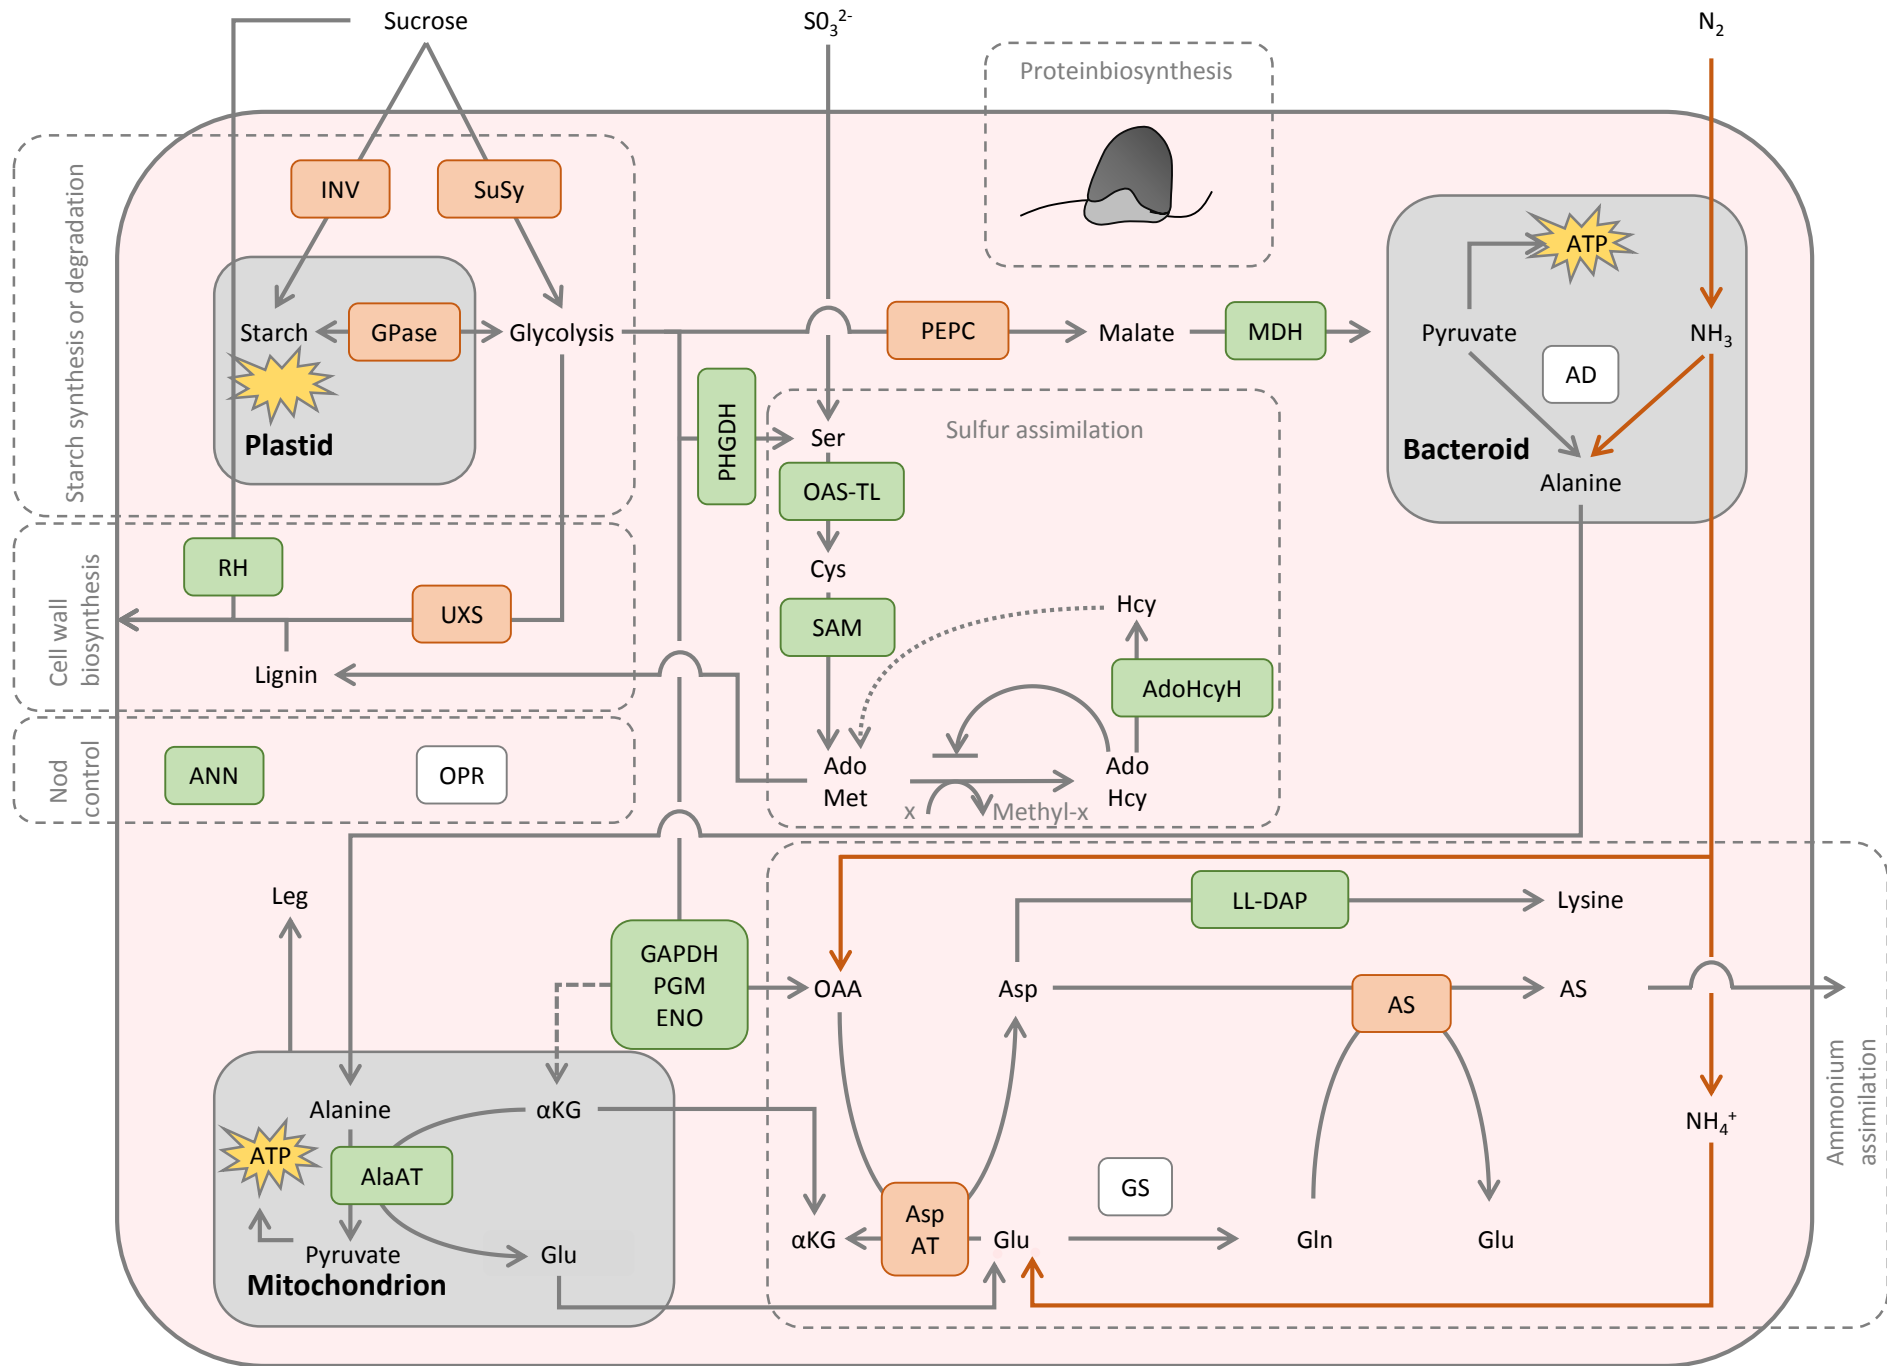 Sucrose
S0₃²⁻
N₂
Proteinbiosynthesis
Starch synthesis or degradation
INV
SuSy
ATP
Starch
GPase
Glycolysis
PEPC
Malate
MDH
Pyruvate
NH₃
AD
Plastid
PHGDH
Ser
Sulfur assimilation
Bacteroid
OAS-TL
Alanine
Cell wall
biosynthesis
RH
Cys
UXS
SAM
Hcy
Lignin
AdoHcyH
Nod
control
ANN
OPR
Ado
Met
Ado
Hcy
x
Methyl-x
Leg
LL-DAP
Lysine
GAPDH
PGM
ENO
OAA
Asp
AS
AS
Ammonium
assimilation
Alanine
αKG
NH₄⁺
ATP
AlaAT
GS
Asp
AT
Pyruvate
Glu
αKG
Glu
Gln
Glu
Mitochondrion